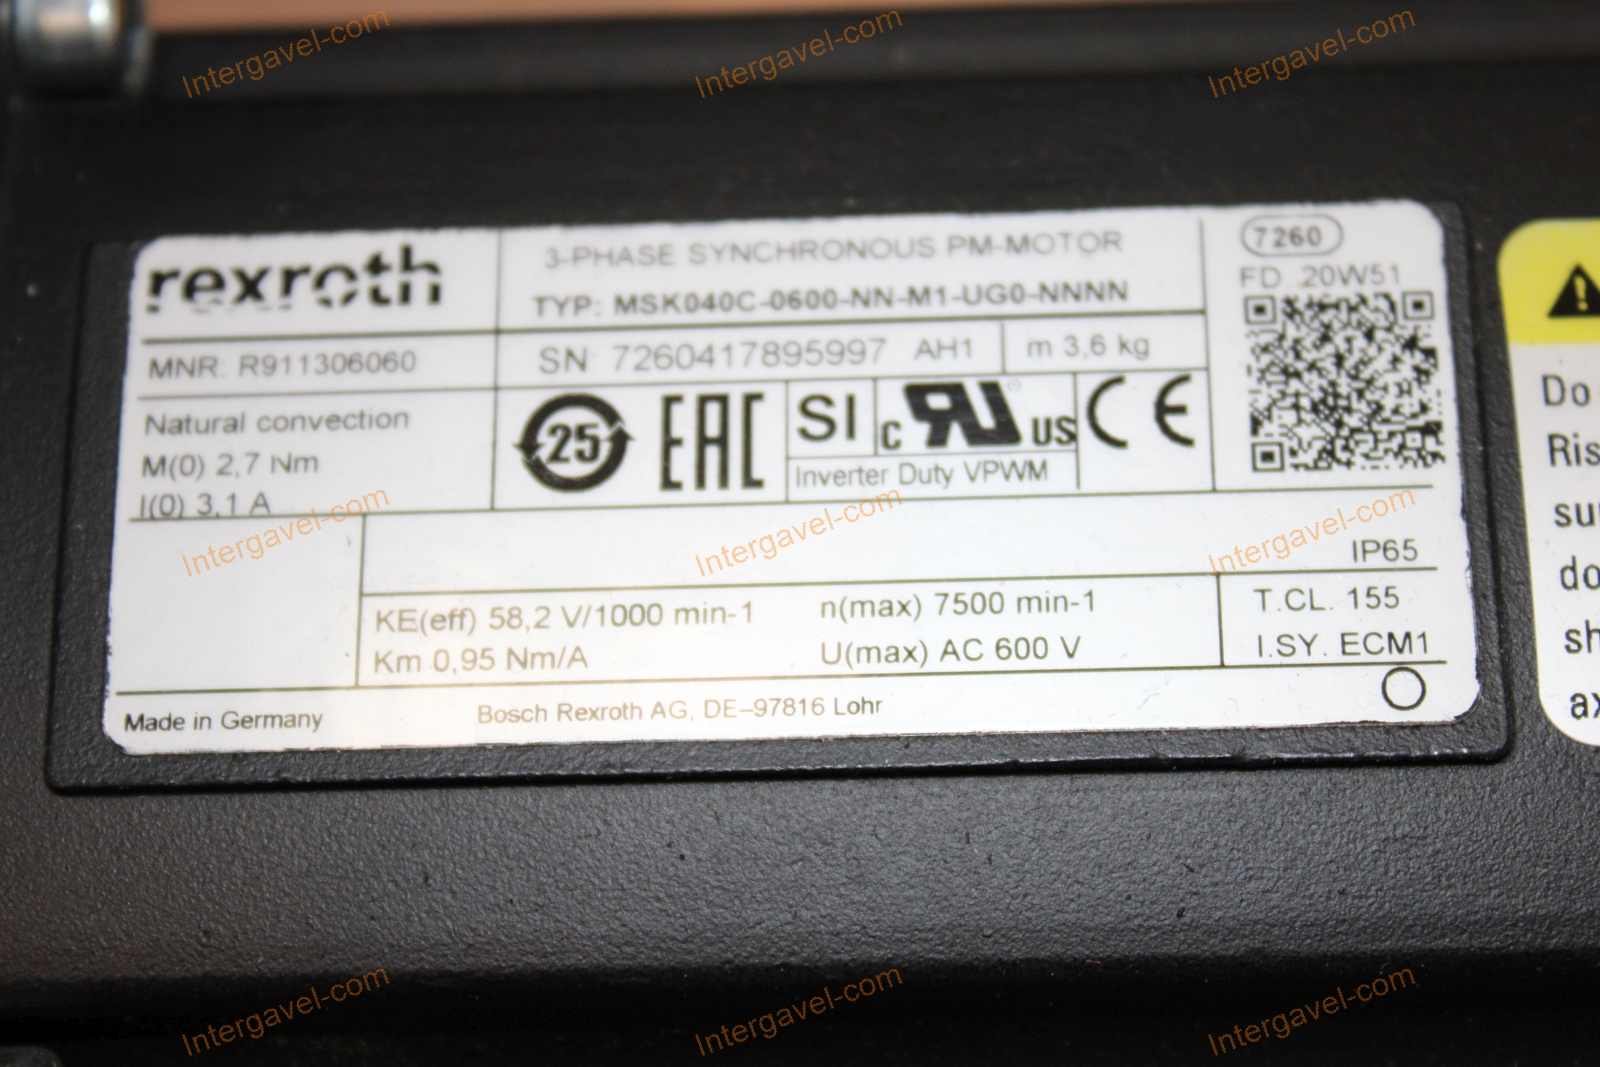 Intergavel-com Intergavel-com Intergavel-com
rexroth
3-PHASE SYNCHRONOUS PM-MOTOR
TYP: MSK040C-0600-NN-M1-UG0-NNNN
7260
FD 20W51
MNR: R911306060
SN: 7260417895997 AH1
m 3,6 kg
Natural convection
M(0) 2,7 Nm
I(0) 3,1 A
25
EAC
SI
c RU ® US
CE
Inverter Duty VPWM
Intergavel.com Intergavel.com Intergavel.com
IP65
KE(eff) 58,2 V/1000 min-1
n(max) 7500 min-1
T.CL. 155
Km 0,95 Nm/A
U(max) AC 600 V
I.SY. ECM1
Made in Germany
Bosch Rexroth AG, DE–97816 Lohr
Do
Ris
su
do
sh
ax
Intergavel-com Intergavel-com Intergavel-com